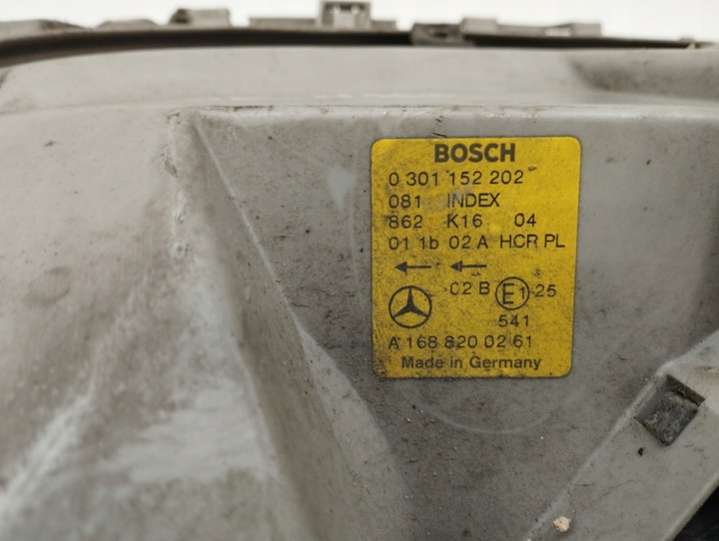 BOSCH
0 301 152 202
081 INDEX
862 K16 04
01 1b 02 A HCR PL
02 B E1 25
541
A 168 820 02 61
Made in Germany